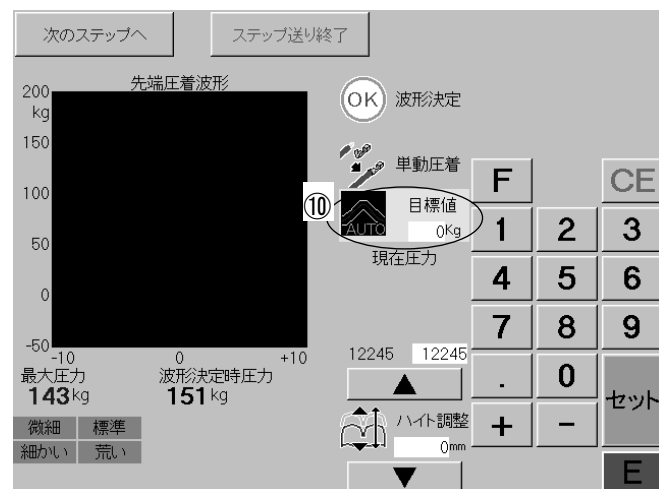 次のステップへ
ステップ送り終了
先端圧着波形
200
kg
150
100
50
0
-50
-10
0
+10
最大圧力
143kg
波形決定時圧力
151kg
微細
標準
細かい
荒い
OK
波形決定
単動圧着
⑩
AUTO
目標値
0Kg
現在圧力
12245
12245
▲
ハイト調整
0mm
▼
F
CE
1
2
3
4
5
6
7
8
9
.
0
セット
+
-
E